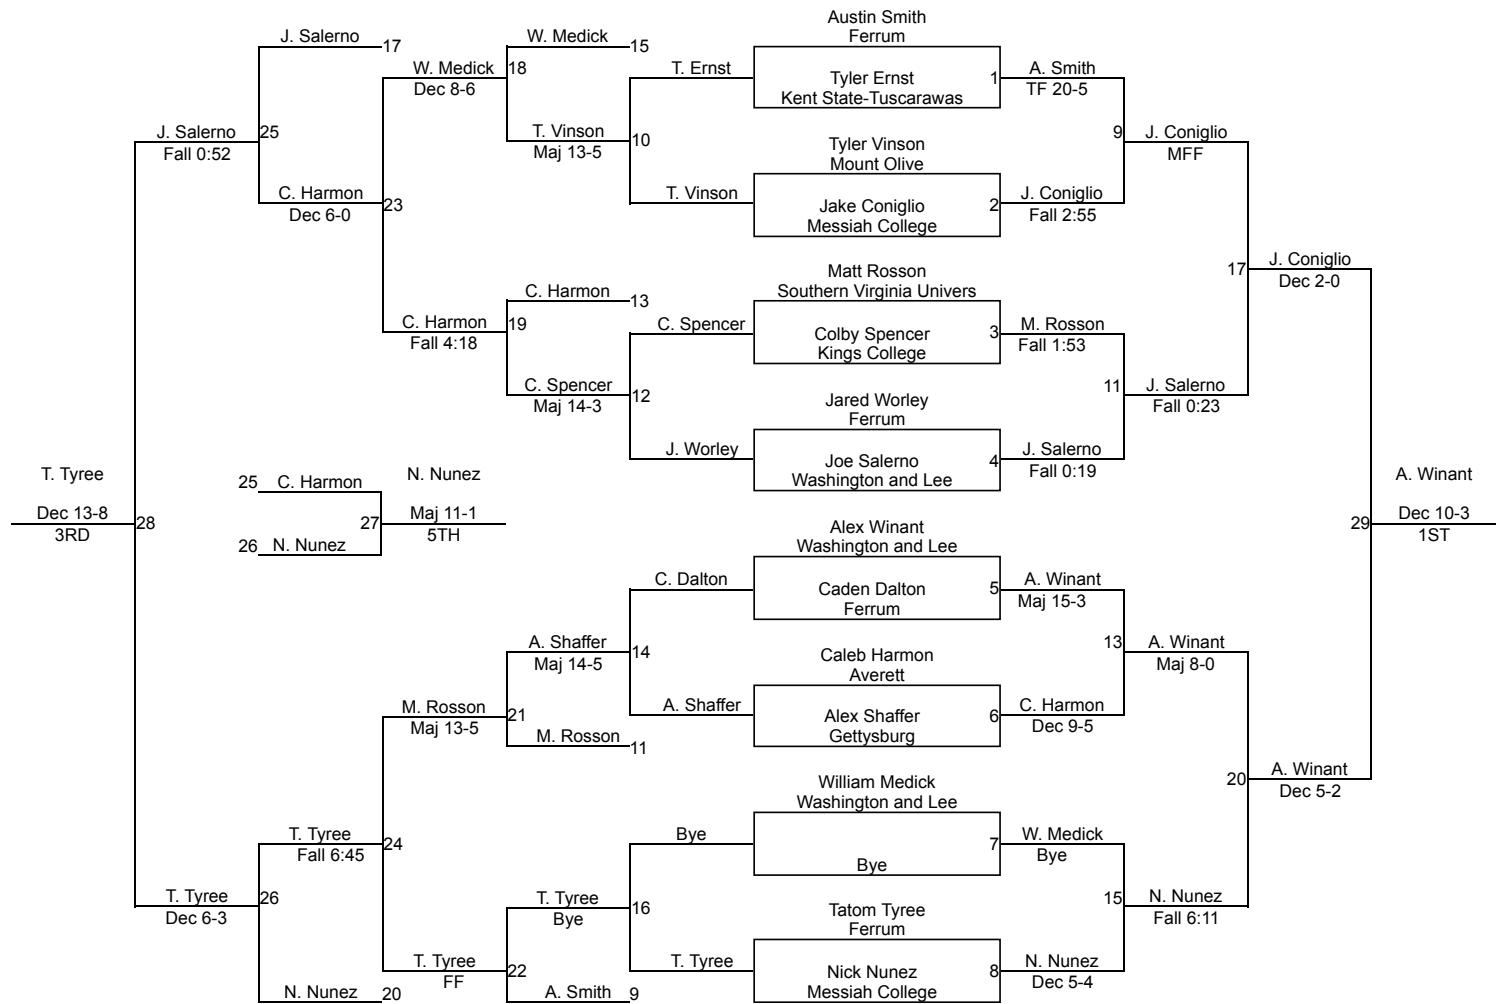 Austin Smith
Ferrum
J. Salerno
17
W. Medick
15
W. Medick
18
Dec 8-6
T. Ernst
Tyler Ernst
1
Kent State-Tuscarawas
A. Smith
TF 20-5
J. Salerno
25
Fall 0:52
T. Vinson
10
Maj 13-5
Tyler Vinson
Mount Olive
9
J. Coniglio
MFF
C. Harmon
23
Dec 6-0
T. Vinson
Jake Coniglio
2
Messiah College
J. Coniglio
Fall 2:55
Matt Rosson
Southern Virginia Univers
17
J. Coniglio
Dec 2-0
C. Harmon
13
C. Harmon
19
Fall 4:18
C. Spencer
Colby Spencer
3
Kings College
M. Rosson
Fall 1:53
C. Spencer
12
Maj 14-3
Jared Worley
Ferrum
11
J. Salerno
Fall 0:23
J. Worley
Joe Salerno
4
Washington and Lee
J. Salerno
Fall 0:19
T. Tyree
25
C. Harmon
N. Nunez
A. Winant
Dec 13-8
28
3RD
27
Maj 11-1
5TH
29
Dec 10-3
1ST
26
N. Nunez
Alex Winant
Washington and Lee
C. Dalton
Caden Dalton
5
Ferrum
A. Winant
Maj 15-3
A. Shaffer
14
Maj 14-5
Caleb Harmon
Averett
13
A. Winant
Maj 8-0
M. Rosson
21
Maj 13-5
A. Shaffer
Alex Shaffer
6
Gettysburg
C. Harmon
Dec 9-5
M. Rosson
11
William Medick
Washington and Lee
20
A. Winant
Dec 5-2
T. Tyree
24
Fall 6:45
Bye
7
Bye
W. Medick
Bye
T. Tyree
26
Dec 6-3
T. Tyree
16
Bye
Tatom Tyree
Ferrum
15
N. Nunez
Fall 6:11
T. Tyree
22
FF
T. Tyree
Nick Nunez
8
Messiah College
N. Nunez
Dec 5-4
N. Nunez
20
A. Smith
9